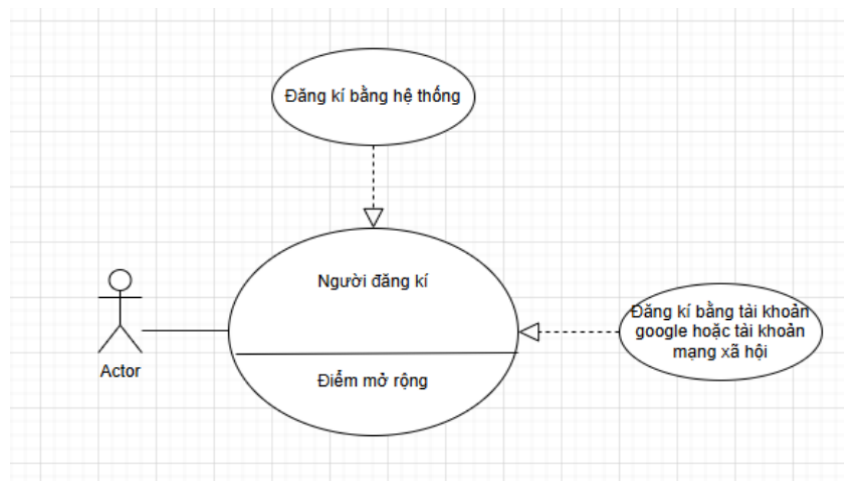 Đăng kí bằng hệ thống
Người đăng kí
Đăng kí bằng tài khoản
google hoặc tài khoản
mạng xã hội
Actor
Điểm mở rộng